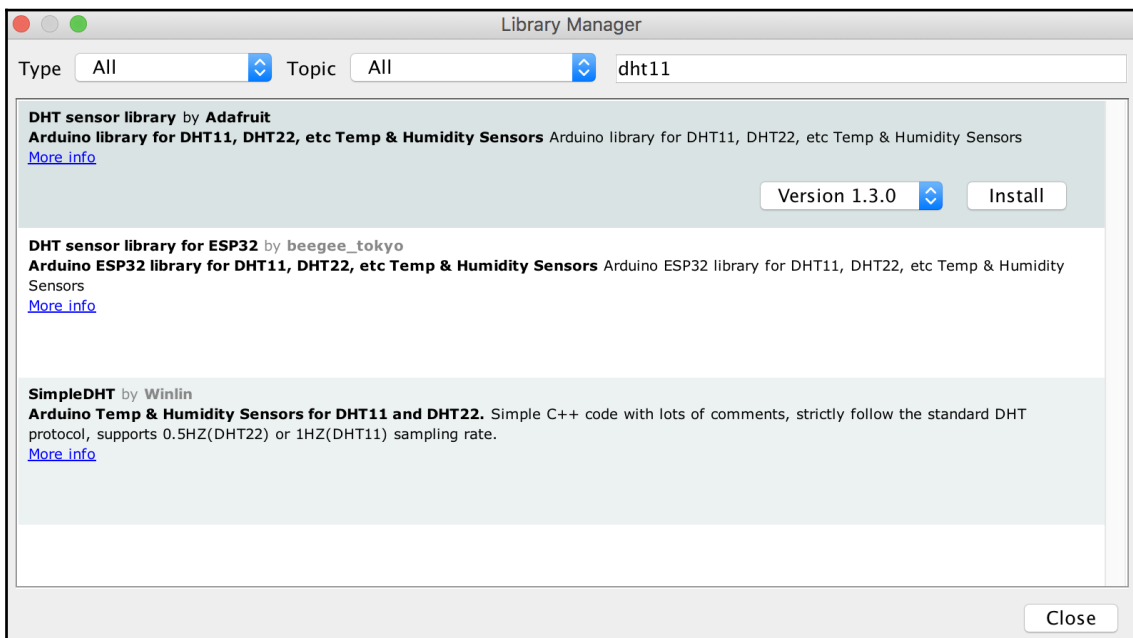 Library Manager
Type All Topic All dht11
DHT sensor library by Adafruit
Arduino library for DHT11, DHT22, etc Temp & Humidity Sensors Arduino library for DHT11, DHT22, etc Temp & Humidity Sensors
More info
Version 1.3.0 Install
DHT sensor library for ESP32 by beegee_tokyo
Arduino ESP32 library for DHT11, DHT22, etc Temp & Humidity Sensors Arduino ESP32 library for DHT11, DHT22, etc Temp & Humidity
Sensors
More info
SimpleDHT by Winlin
Arduino Temp & Humidity Sensors for DHT11 and DHT22. Simple C++ code with lots of comments, strictly follow the standard DHT
protocol, supports 0.5HZ(DHT22) or 1HZ(DHT11) sampling rate.
More info
Close